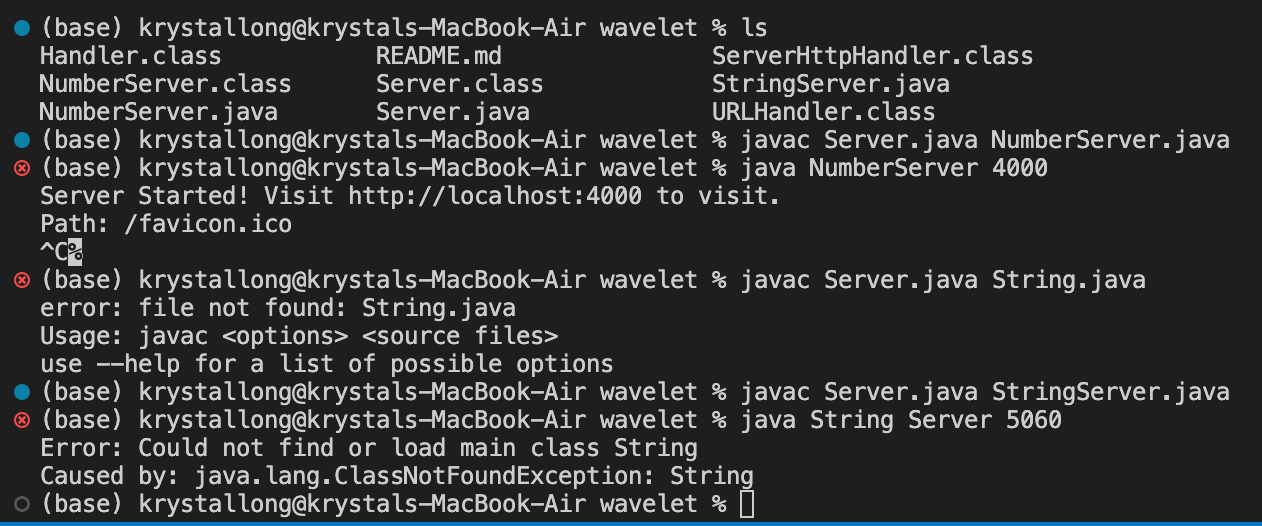 (base) krystallong@krystals-MacBook-Air wavelet % ls
Handler.class README.md ServerHttpHandler.class
NumberServer.class Server.class StringServer.java
NumberServer.java Server.java URLHandler.class
(base) krystallong@krystals-MacBook-Air wavelet % javac Server.java NumberServer.java
(base) krystallong@krystals-MacBook-Air wavelet % java NumberServer 4000
Server Started! Visit http://localhost:4000 to visit.
Path: /favicon.ico
^C%
(base) krystallong@krystals-MacBook-Air wavelet % javac Server.java String.java
error: file not found: String.java
Usage: javac <options> <source files>
use --help for a list of possible options
(base) krystallong@krystals-MacBook-Air wavelet % javac Server.java StringServer.java
(base) krystallong@krystals-MacBook-Air wavelet % java String Server 5060
Error: Could not find or load main class String
Caused by: java.lang.ClassNotFoundException: String
(base) krystallong@krystals-MacBook-Air wavelet %